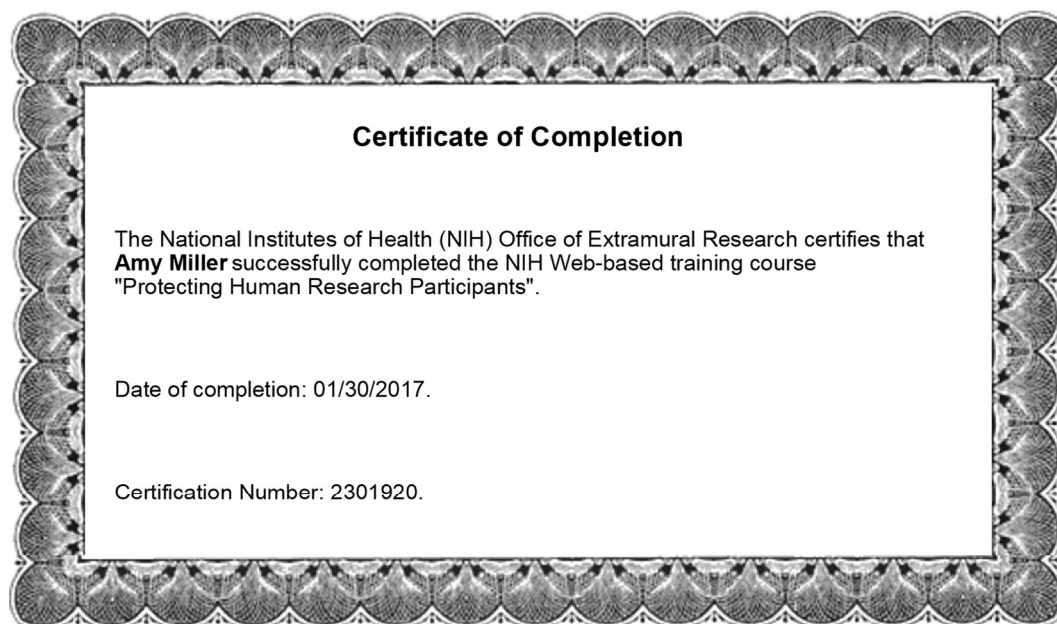 Certificate of Completion
The National Institutes of Health (NIH) Office of Extramural Research certifies that
Amy Miller successfully completed the NIH Web-based training course
"Protecting Human Research Participants".
Date of completion: 01/30/2017.
Certification Number: 2301920.